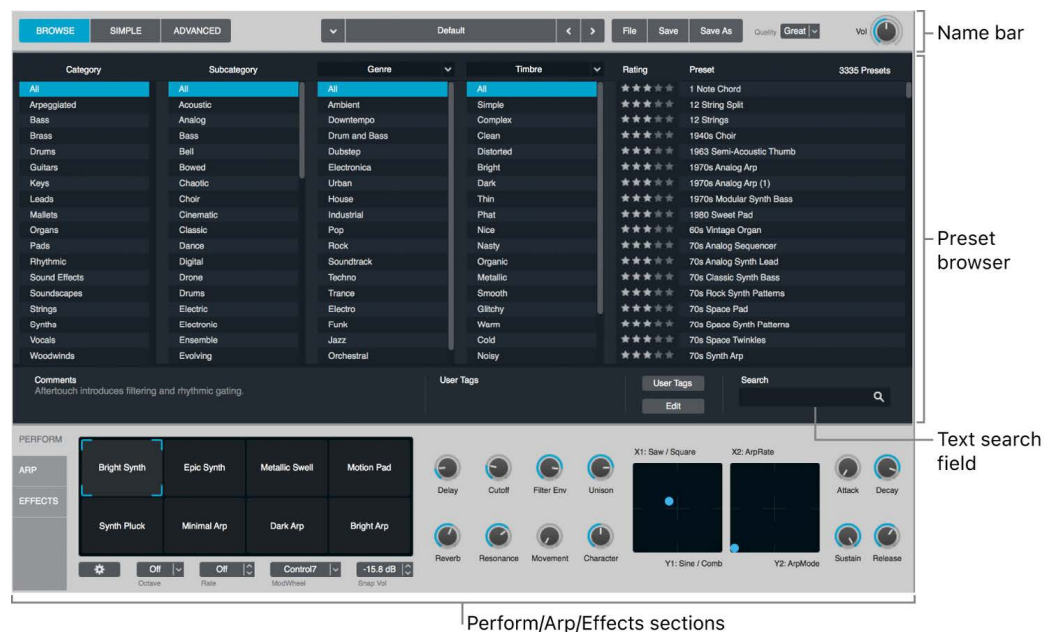 BROWSE SIMPLE ADVANCED Default File Save Save As Quality Great Vol
Name bar
Category Subcategory Genre Timbre Rating Preset 3335 Presets
All All All All 1 Note Chord
Arpeggiated Acoustic Ambient Simple 12 String Split
Bass Analog Downtempo Complex 12 Strings
Brass Bass Drum and Bass Clean 1940s Choir
Drums Bell Dubstep Distorted 1963 Semi-Acoustic Thumb
Guitars Bowed Electronica Bright 1970s Analog Arp
Keys Chaotic Urban Dark 1970s Analog Arp (1)
Leads Choir House Thin 1970s Modular Synth Bass
Mallets Cinematic Industrial Phat 1980 Sweet Pad
Organs Classic Pop Nice 60s Vintage Organ
Pads Dance Rock Nasty 70s Analog Sequencer
Rhythmic Digital Soundtrack Organic 70s Analog Synth Lead
Sound Effects Drone Techno Metallic 70s Classic Synth Bass
Soundscapes Drums Trance Smooth 70s Rock Synth Patterns
Strings Electric Electro Glitchy 70s Space Pad
Synths Electronic Funk Warm 70s Space Synth Patterns
Vocals Ensemble Jazz Cold 70s Space Twinkles
Woodwinds Evolving Orchestral Noisy 70s Synth Arp
Preset
browser
Comments User Tags User Tags Search
Aftertouch introduces filtering and rhythmic gating.
Edit
Text search
field
PERFORM
ARP
EFFECTS
Bright Synth Epic Synth Metallic Swell Motion Pad
Synth Pluck Minimal Arp Dark Arp Bright Arp
Off Off Control7 -15.8 dB
Octave Rate ModWheel Snap Vol
Delay Cutoff Filter Env Unison
Reverb Resonance Movement Character
X1: Saw / Square X2: ArpRate
Y1: Sine / Comb Y2: ArpMode
Attack Decay
Sustain Release
Perform/Arp/Effects sections